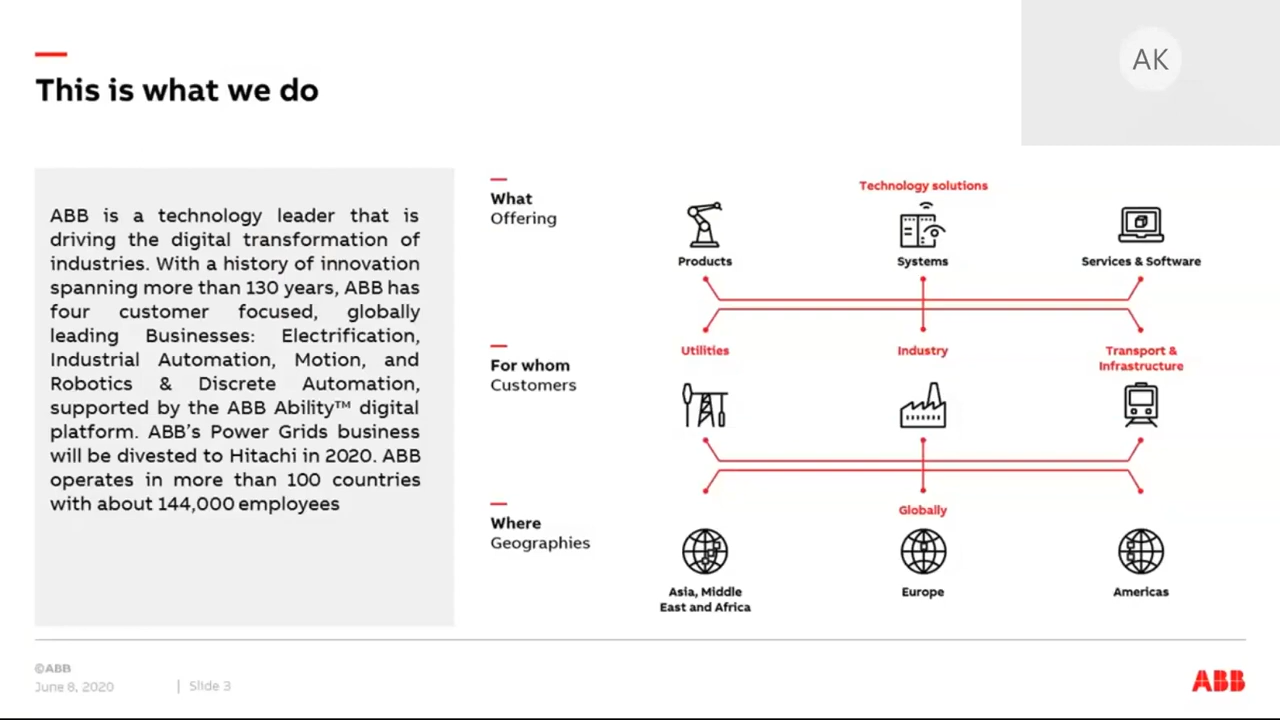 AK
This is what we do
ABB is a technology leader that is
driving the digital transformation of
industries. With a history of innovation
spanning more than 130 years, ABB has
four customer focused, globally
leading Businesses: Electrification,
Industrial Automation, Motion, and
Robotics & Discrete Automation,
supported by the ABB Ability™ digital
platform. ABB’s Power Grids business
will be divested to Hitachi in 2020. ABB
operates in more than 100 countries
with about 144,000 employees
What
Offering
Technology solutions
Products
Systems
Services & Software
For whom
Customers
Utilities
Industry
Transport &
Infrastructure
Where
Geographies
Globally
Asia, Middle
East and Africa
Europe
Americas
©ABB
June 8, 2020
| Slide 3
ABB